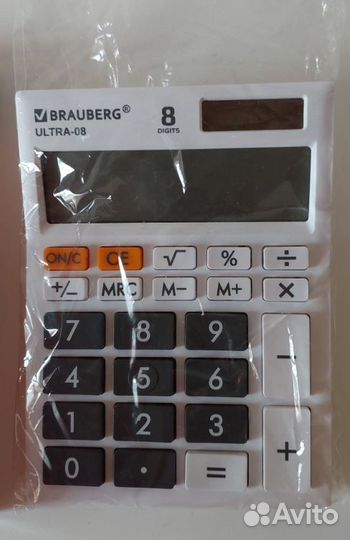 BRAUBERG®
8
DIGITS
ULTRA-08
ON/C CE √ % ÷
+/− MRC M− M+ ×
7 8 9 −
4 5 6
1 2 3 +
0 . =
Avito